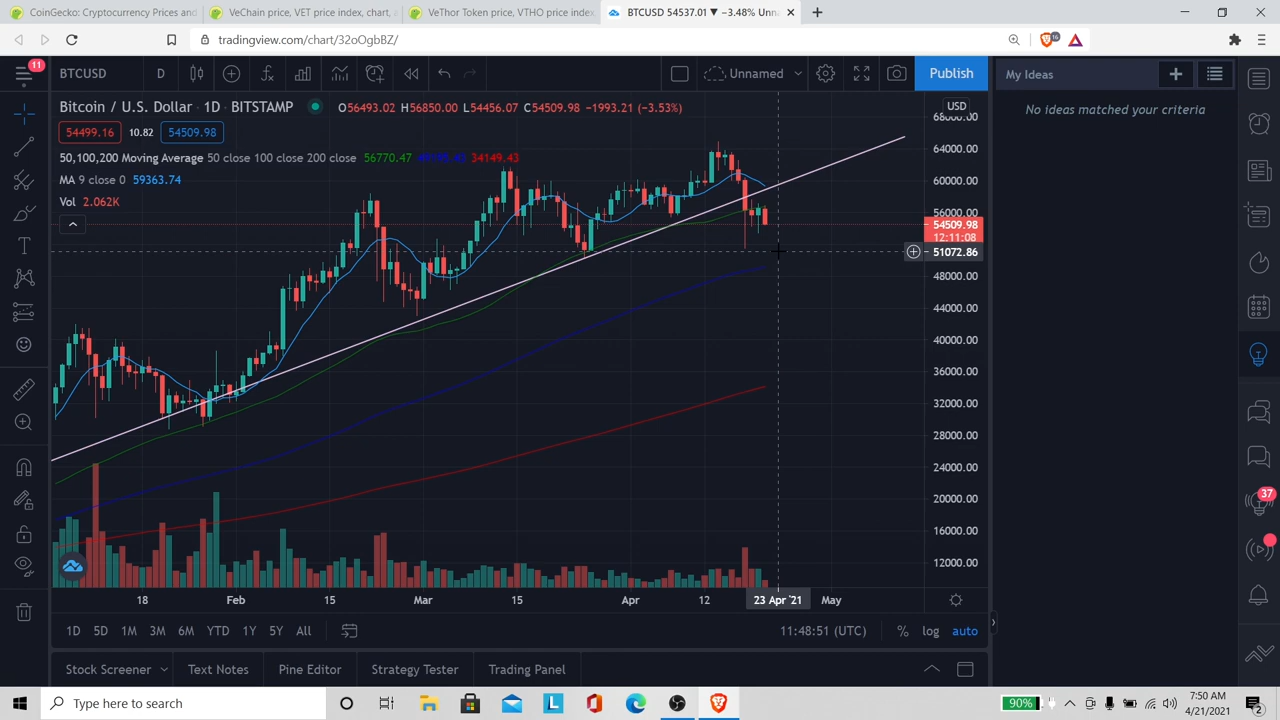 CoinGecko: Cryptocurrency Prices and
VeChain price, VET price index, chart, a
VeThor Token price, VTHO price index
BTCUSD 54537.01 ▼ −3.48% Unna
tradingview.com/chart/32oOgbBZ/
16
11
BTCUSD
D
Unnamed
Publish
My Ideas
No ideas matched your criteria
Bitcoin / U.S. Dollar · 1D · BITSTAMP
O56493.02 H56850.00 L54456.07 C54509.98 −1993.21 (−3.53%)
54499.16 10.82 54509.98
50,100,200 Moving Average 50 close 100 close 200 close 56770.47 34149.43
MA 9 close 0 59363.74
Vol 2.062K
USD
68000.00
64000.00
60000.00
56000.00
54509.98
12:11:08
51072.86
48000.00
44000.00
40000.00
36000.00
32000.00
28000.00
24000.00
20000.00
16000.00
12000.00
18
Feb
15
Mar
15
Apr
12
23 Apr '21
May
1D 5D 1M 3M 6M YTD 1Y 5Y All
11:48:51 (UTC)
% log auto
Stock Screener
Text Notes
Pine Editor
Strategy Tester
Trading Panel
37
Type here to search
90%
7:50 AM
4/21/2021
2